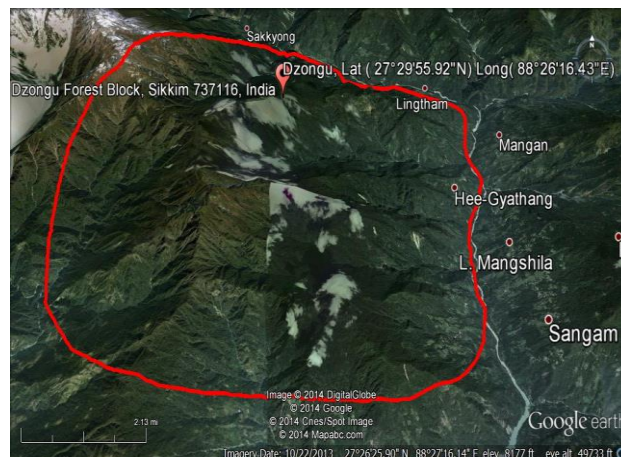 Sakkyong
Dzongu, Lat ( 27°29'55.92"N) Long( 88°26'16.43"E)
Dzongu Forest Block, Sikkim 737116, India
Lingtham
Mangan
Hee-Gyathang
L. Mangshila
Sangam
Image © 2014 DigitalGlobe
© 2014 Google
© 2014 Cnes/Spot Image
© 2014 Mapabc.com
2.13 mi
Google earth
Imagery Date: 10/22/2013 27°26'25.90" N 88°27'16.14" E elev 8177 ft eye alt 49733 ft